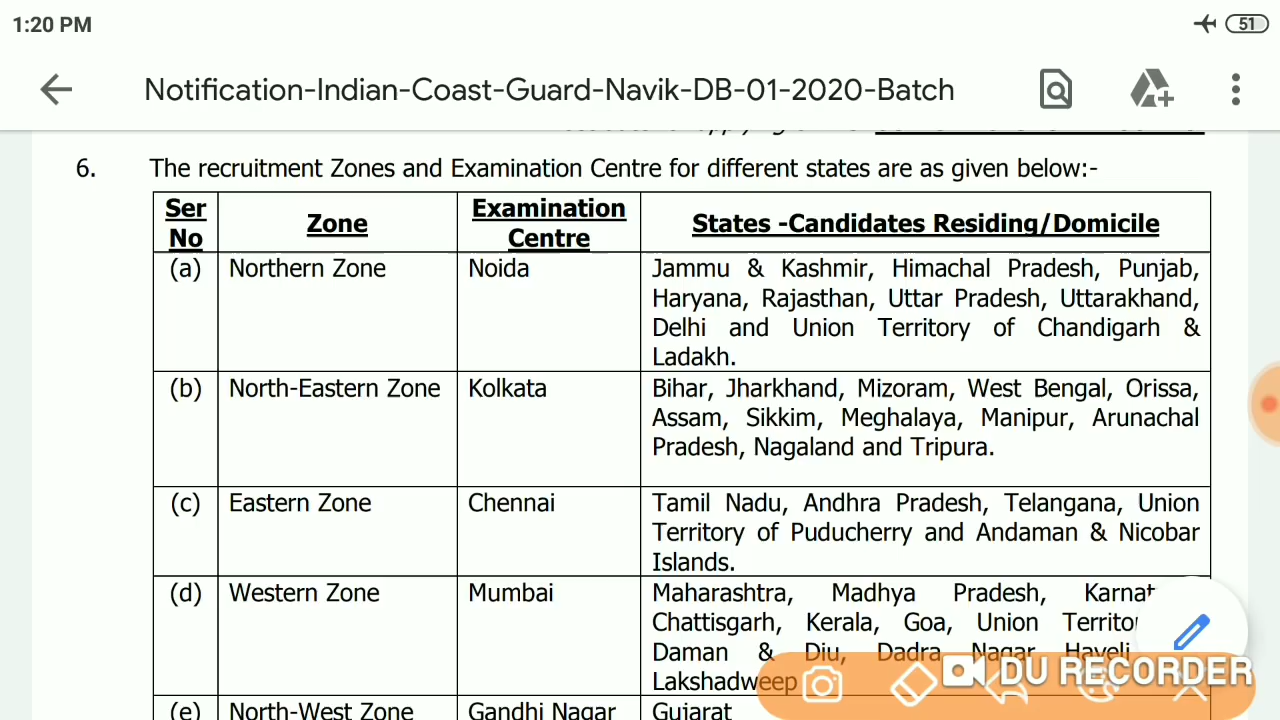 1:20 PM
51
Notification-Indian-Coast-Guard-Navik-DB-01-2020-Batch
6. The recruitment Zones and Examination Centre for different states are as given below:-
Ser No Zone Examination Centre States -Candidates Residing/Domicile
(a) Northern Zone Noida Jammu & Kashmir, Himachal Pradesh, Punjab,
Haryana, Rajasthan, Uttar Pradesh, Uttarakhand,
Delhi and Union Territory of Chandigarh &
Ladakh.
(b) North-Eastern Zone Kolkata Bihar, Jharkhand, Mizoram, West Bengal, Orissa,
Assam, Sikkim, Meghalaya, Manipur, Arunachal
Pradesh, Nagaland and Tripura.
(c) Eastern Zone Chennai Tamil Nadu, Andhra Pradesh, Telangana, Union
Territory of Puducherry and Andaman & Nicobar
Islands.
(d) Western Zone Mumbai Maharashtra, Madhya Pradesh,
Chattisgarh, Kerala, Goa, Union
Daman & Diu, Dadra Nagar Haveli
Lakshadweep
DU RECORDER
(e) North-West Zone Gandhi Nagar Gujarat